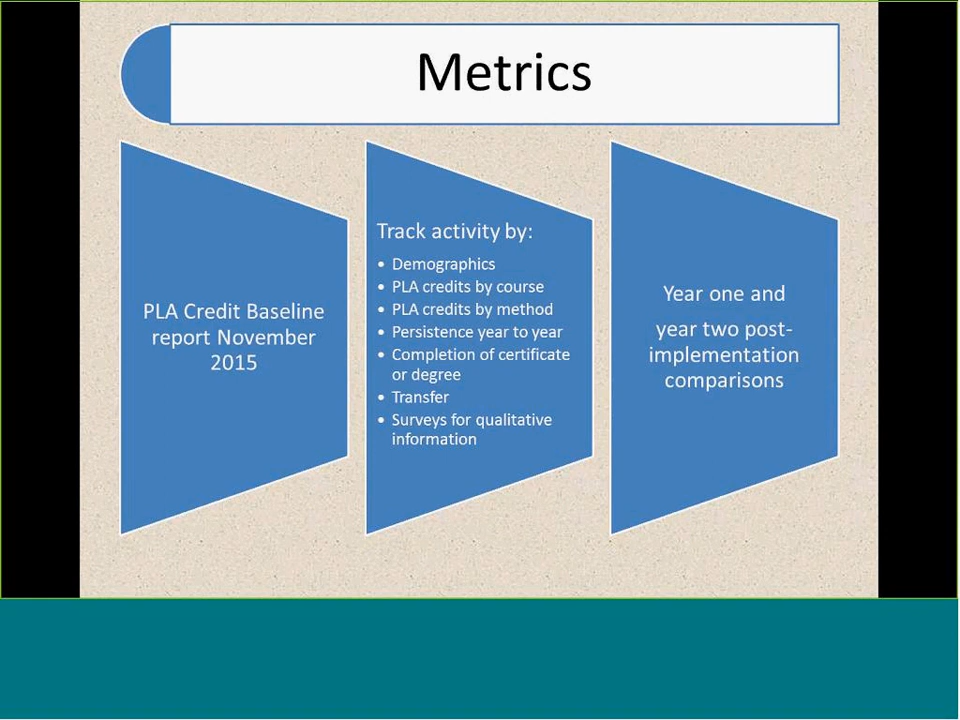 Metrics
PLA Credit Baseline
report November
2015
Track activity by:
• Demographics
• PLA credits by course
• PLA credits by method
• Persistence year to year
• Completion of certificate
or degree
• Transfer
• Surveys for qualitative
information
Year one and
year two post-
implementation
comparisons